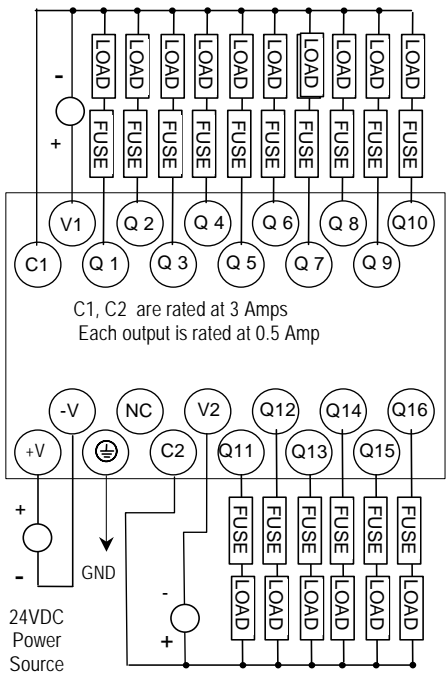 LOAD LOAD LOAD LOAD LOAD LOAD LOAD LOAD LOAD LOAD
-
+
FUSE FUSE FUSE FUSE FUSE FUSE FUSE FUSE FUSE FUSE
V1 Q 2 Q 4 Q 6 Q 8 Q10
C1 Q 1 Q 3 Q 5 Q 7 Q 9
C1, C2 are rated at 3 Amps
Each output is rated at 0.5 Amp
-V NC V2 Q12 Q14 Q16
+V C2 Q11 Q13 Q15
+
-
GND
FUSE FUSE FUSE FUSE FUSE FUSE
-
+
LOAD LOAD LOAD LOAD LOAD LOAD
24VDC
Power
Source